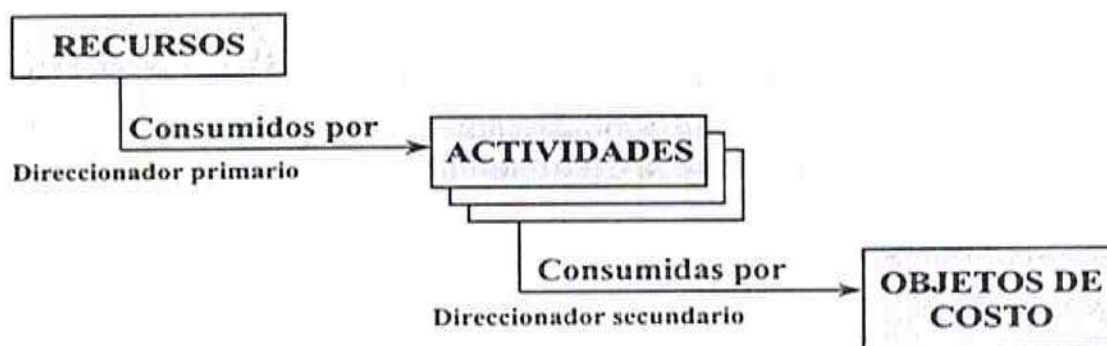 RECURSOS
Consumidos por
Direccionador primario
ACTIVIDADES
Consumidas por
Direccionador secundario
OBJETOS DE
COSTO